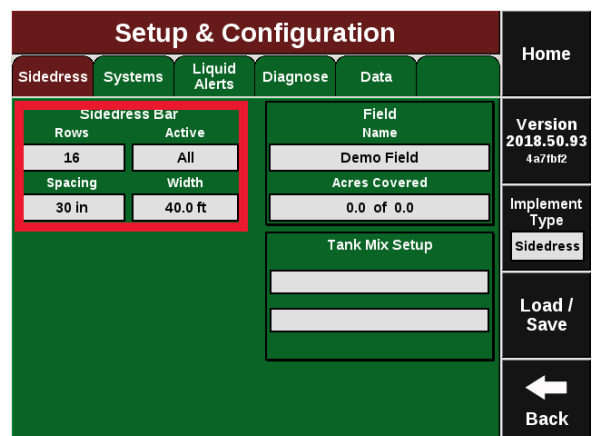 Setup & Configuration
Home
Sidedress
Systems
Liquid
Alerts
Diagnose
Data
Sidedress Bar
Rows
Active
16
All
Spacing
Width
30 in
40.0 ft
Field
Name
Demo Field
Acres Covered
0.0 of 0.0
Tank Mix Setup
Version
2018.50.93
4a7fbf2
Implement
Type
Sidedress
Load /
Save
Back